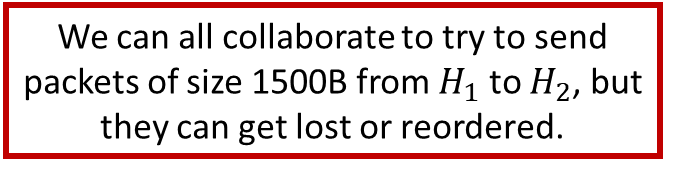 We can all collaborate to try to send
packets of size 1500B from H₁ to H₂, but
they can get lost or reordered.